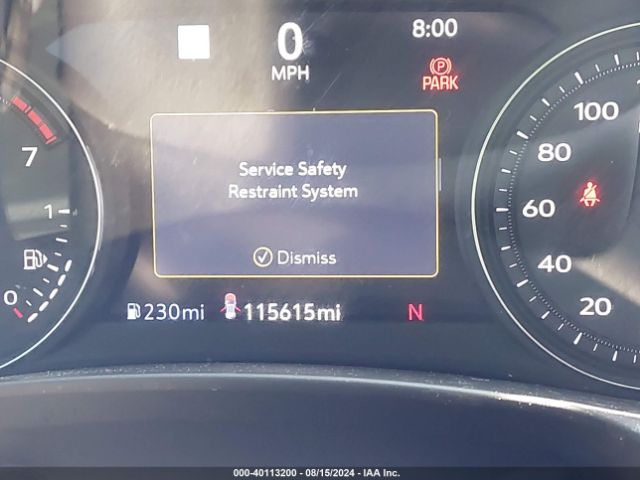 8:00
0
MPH
PARK
Service Safety
Restraint System
Dismiss
230mi
115615mi
N
7
1
0
100
80
60
40
20
000-40113200 - 08/15/2024 - IAA Inc.